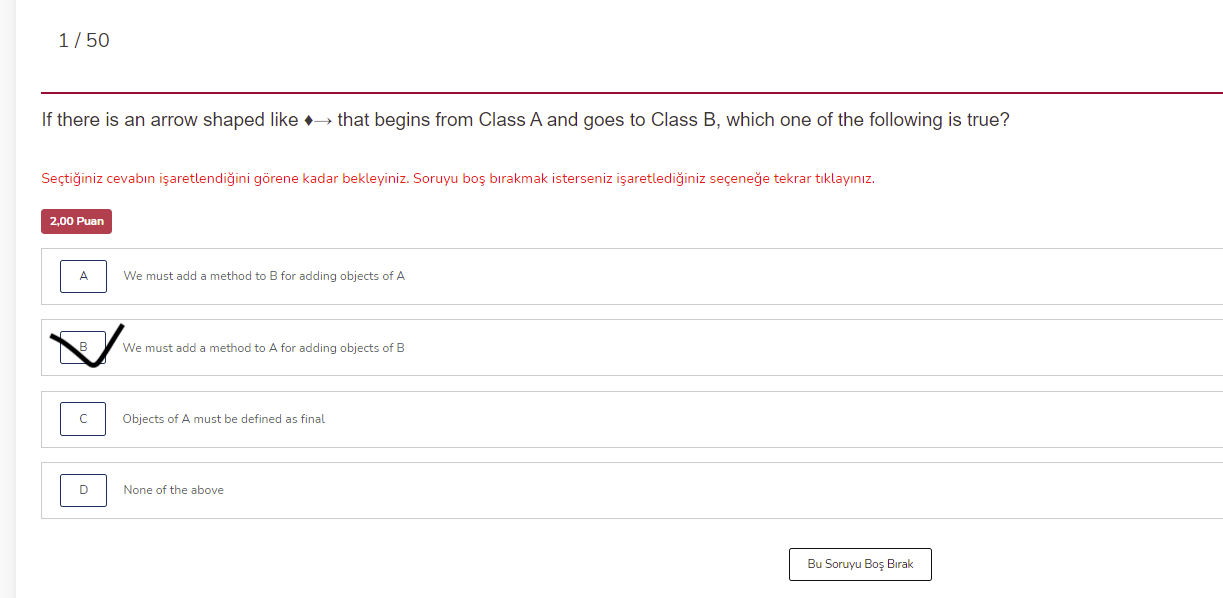 1 / 50
If there is an arrow shaped like ♦→ that begins from Class A and goes to Class B, which one of the following is true?
Seçtiğiniz cevabın işaretlendiğini görene kadar bekleyiniz. Soruyu boş bırakmak isterseniz işaretlediğiniz seçeneğe tekrar tıklayınız.
2,00 Puan
A We must add a method to B for adding objects of A
B We must add a method to A for adding objects of B
C Objects of A must be defined as final
D None of the above
Bu Soruyu Boş Bırak